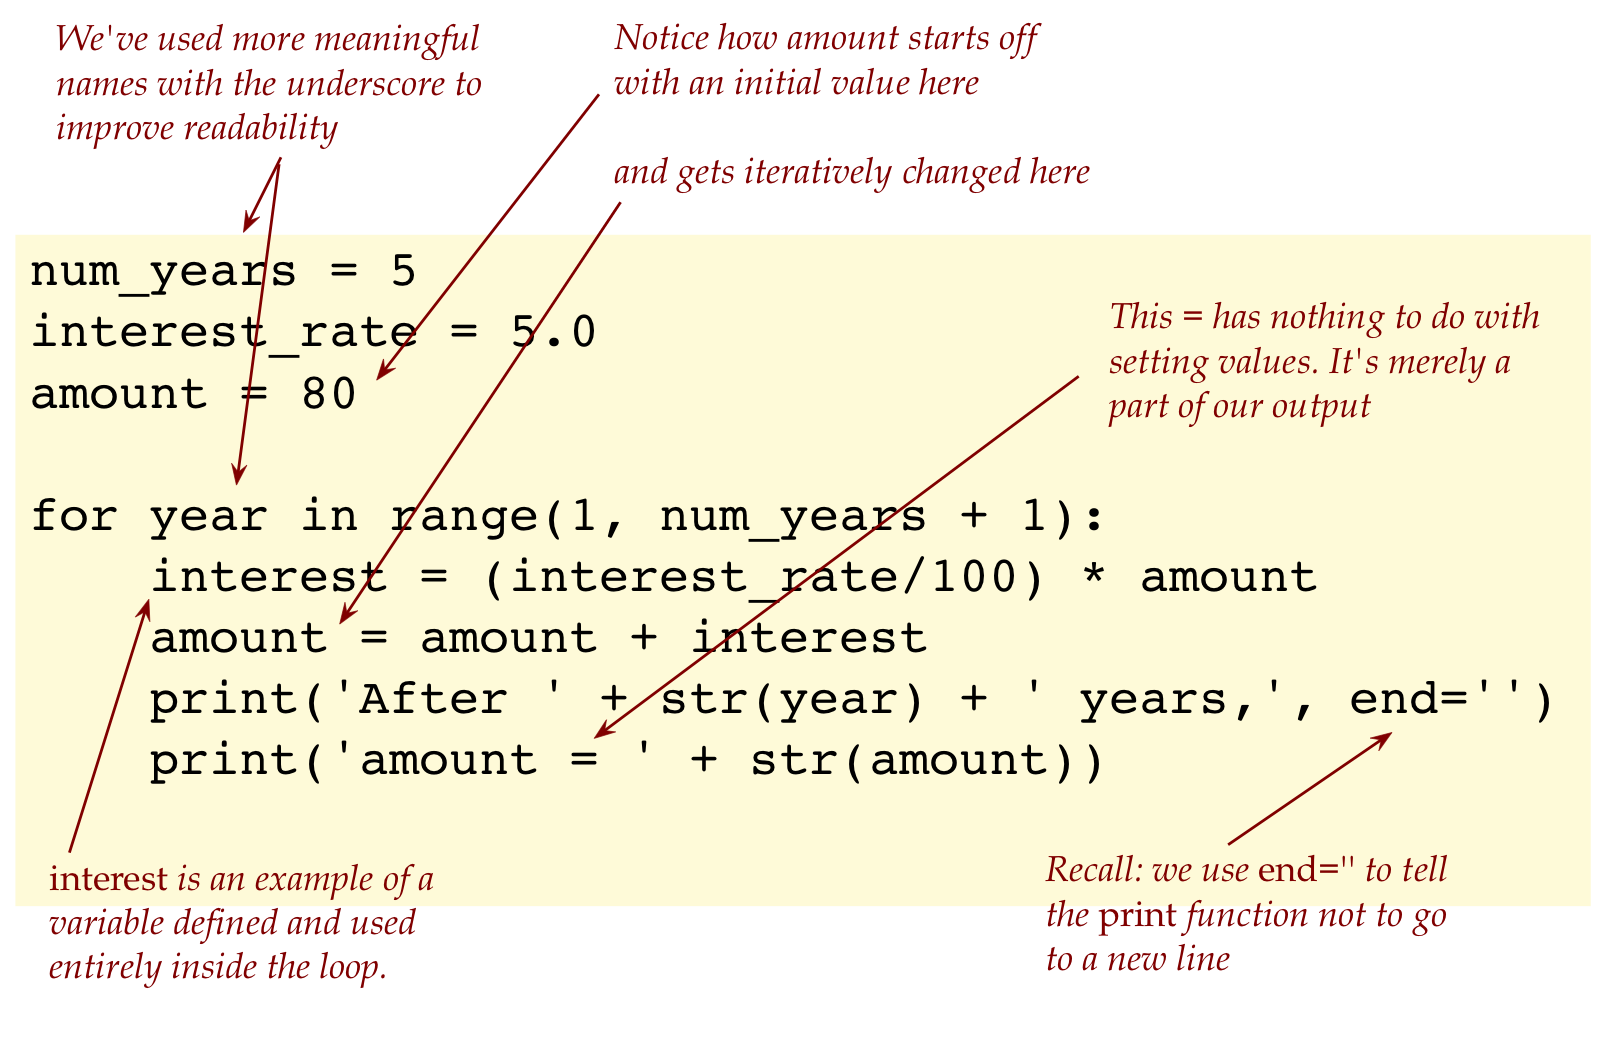 We've used more meaningful
names with the underscore to
improve readability
Notice how amount starts off
with an initial value here
and gets iteratively changed here
num_years = 5
interest_rate = 5.0
amount = 80
This = has nothing to do with
setting values. It's merely a
part of our output
for year in range(1, num_years + 1):
    interest = (interest_rate/100) * amount
    amount = amount + interest
    print('After ' + str(year) + ' years,', end='')
    print('amount = ' + str(amount))
interest is an example of a
variable defined and used
entirely inside the loop.
Recall: we use end='' to tell
the print function not to go
to a new line